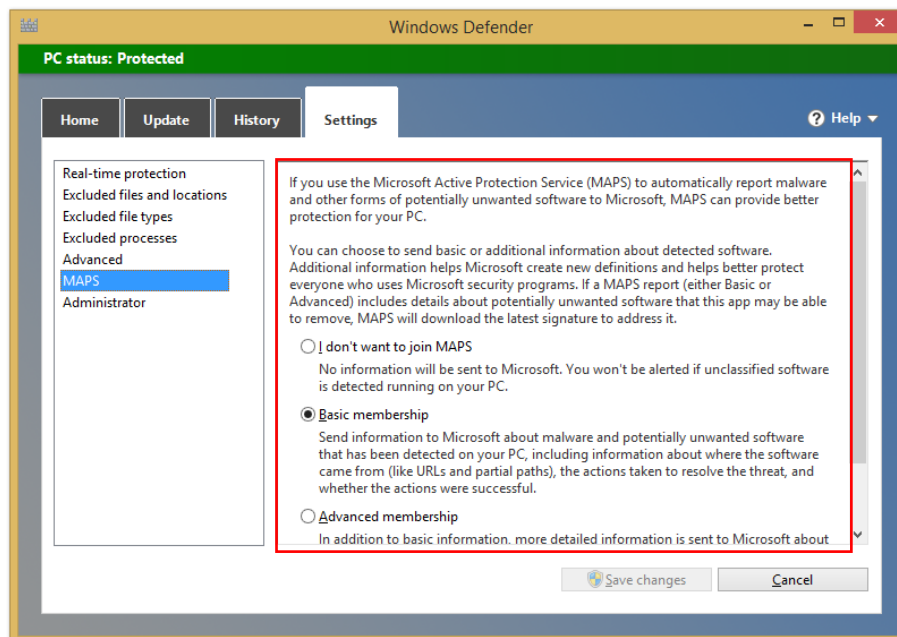 Windows Defender
PC status: Protected
Home
Update
History
Settings
Help
Real-time protection
Excluded files and locations
Excluded file types
Excluded processes
Advanced
MAPS
Administrator
If you use the Microsoft Active Protection Service (MAPS) to automatically report malware
and other forms of potentially unwanted software to Microsoft, MAPS can provide better
protection for your PC.
You can choose to send basic or additional information about detected software.
Additional information helps Microsoft create new definitions and helps better protect
everyone who uses Microsoft security programs. If a MAPS report (either Basic or
Advanced) includes details about potentially unwanted software that this app may be able
to remove, MAPS will download the latest signature to address it.
I don't want to join MAPS
No information will be sent to Microsoft. You won't be alerted if unclassified software
is detected running on your PC.
Basic membership
Send information to Microsoft about malware and potentially unwanted software
that has been detected on your PC, including information about where the software
came from (like URLs and partial paths), the actions taken to resolve the threat, and
whether the actions were successful.
Advanced membership
In addition to basic information, more detailed information is sent to Microsoft about
Save changes
Cancel